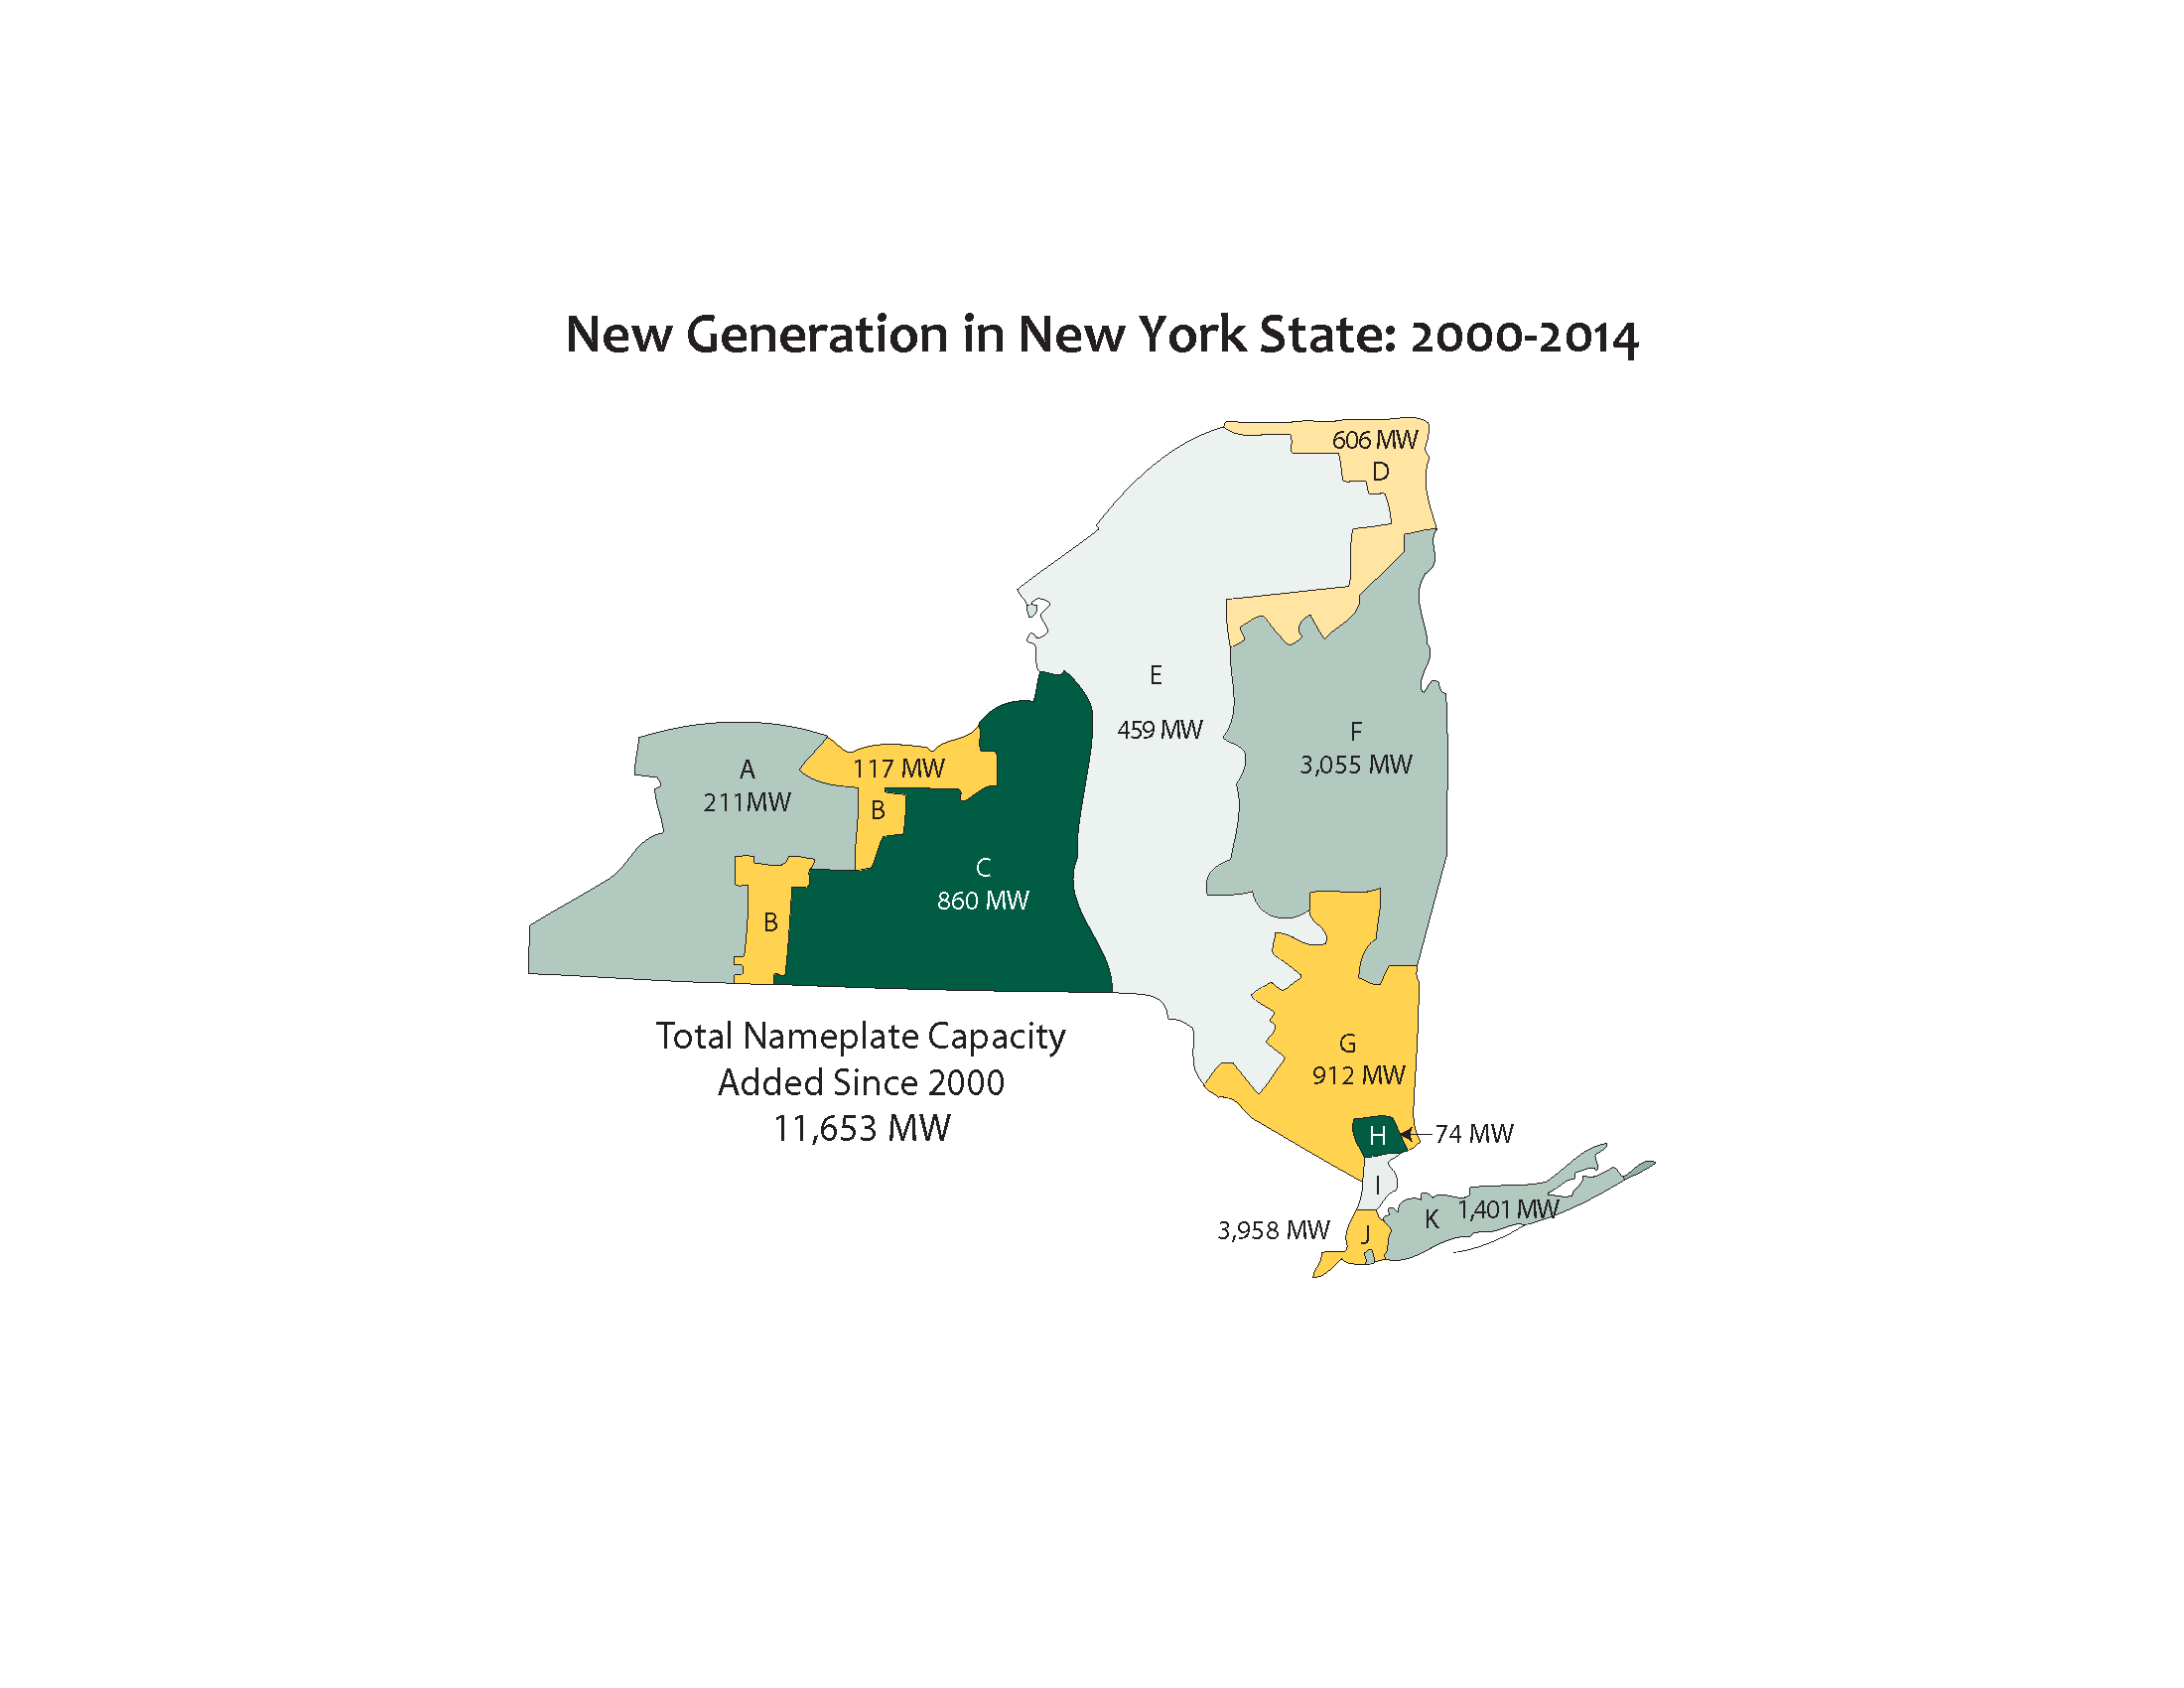 New Generation in New York State: 2000-2014
606 MW
D
E
459 MW
F
3,055 MW
A
211MW
117 MW
B
C
860 MW
B
G
912 MW
Total Nameplate Capacity
Added Since 2000
11,653 MW
H
74 MW
I
K
1,401 MW
3,958 MW
J